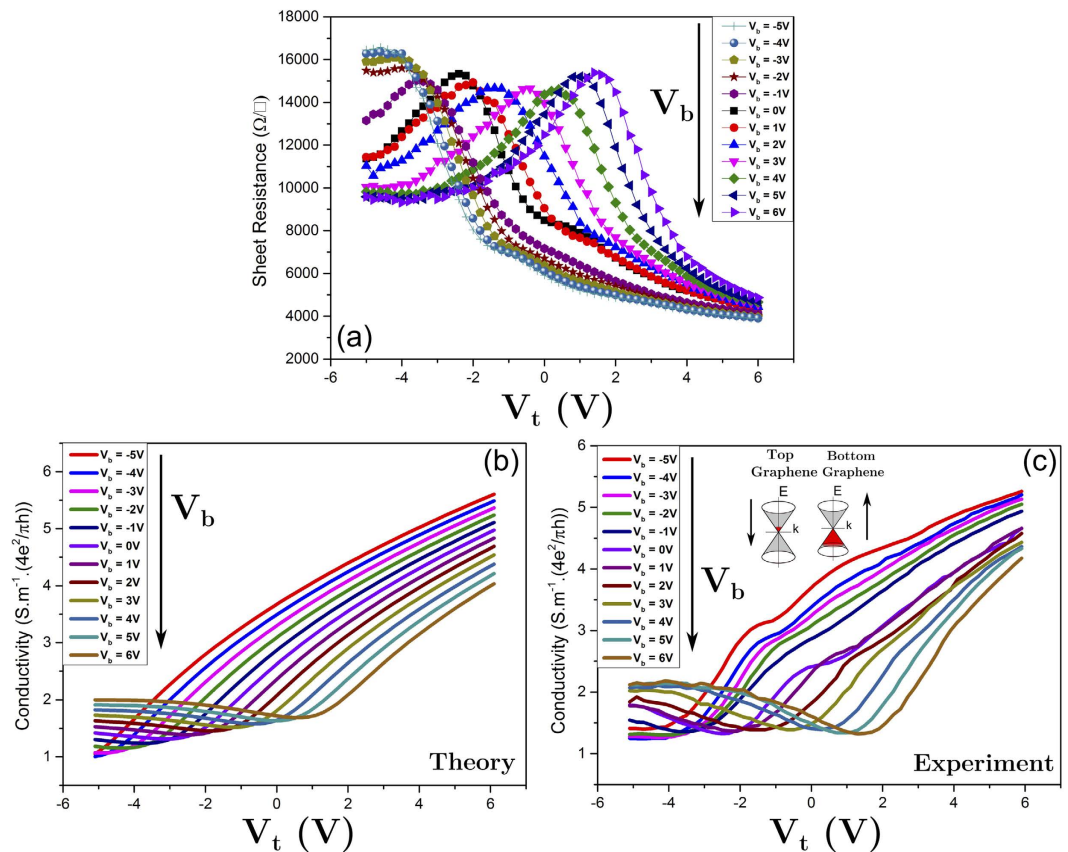 18000
16000
14000
12000
10000
8000
6000
4000
2000
Sheet Resistance (Ω/□)
-6
-4
-2
0
2
4
6
V_t (V)
(a)
V_b
V_b = -5V
V_b = -4V
V_b = -3V
V_b = -2V
V_b = -1V
V_b = 0V
V_b = 1V
V_b = 2V
V_b = 3V
V_b = 4V
V_b = 5V
V_b = 6V
6
5
4
3
2
1
Conductivity (S.m⁻¹.(4e²/πh))
V_b = -5V
V_b = -4V
V_b = -3V
V_b = -2V
V_b = -1V
V_b = 0V
V_b = 1V
V_b = 2V
V_b = 3V
V_b = 4V
V_b = 5V
V_b = 6V
V_b
(b)
Theory
-6
-4
-2
0
2
4
6
V_t (V)
6
5
4
3
2
1
Conductivity (S.m⁻¹.(4e²/πh))
V_b = -5V
V_b = -4V
V_b = -3V
V_b = -2V
V_b = -1V
V_b = 0V
V_b = 1V
V_b = 2V
V_b = 3V
V_b = 4V
V_b = 5V
V_b = 6V
V_b
Top
Graphene
E
k
Bottom
Graphene
E
k
(c)
Experiment
-6
-4
-2
0
2
4
6
V_t (V)